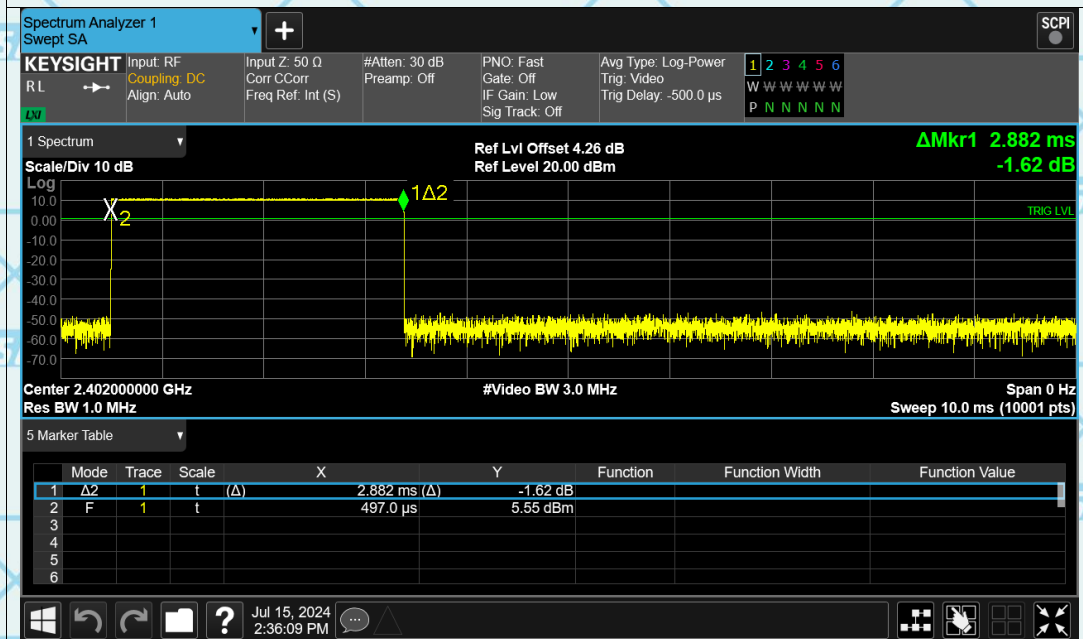 Spectrum Analyzer 1
Swept SA
+
SCPI
KEYSIGHT
R L
LXI
Input: RF
Coupling: DC
Align: Auto
Input Z: 50 Ω
Corr CCorr
Freq Ref: Int (S)
#Atten: 30 dB
Preamp: Off
PNO: Fast
Gate: Off
IF Gain: Low
Sig Track: Off
Avg Type: Log-Power
Trig: Video
Trig Delay: -500.0 µs
1 2 3 4 5 6
W W W W W W
P N N N N N
1 Spectrum
Scale/Div 10 dB
Ref Lvl Offset 4.26 dB
Ref Level 20.00 dBm
ΔMkr1 2.882 ms
-1.62 dB
Log
10.0
0.00
-10.0
-20.0
-30.0
-40.0
-50.0
-60.0
-70.0
X2
1Δ2
TRIG LVL
Center 2.402000000 GHz
#Video BW 3.0 MHz
Span 0 Hz
Res BW 1.0 MHz
Sweep 10.0 ms (10001 pts)
5 Marker Table
Mode Trace Scale X Y Function Function Width Function Value
1 Δ2 1 t (Δ) 2.882 ms (Δ) -1.62 dB
2 F 1 t 497.0 µs 5.55 dBm
3
4
5
6
?
Jul 15, 2024
2:36:09 PM